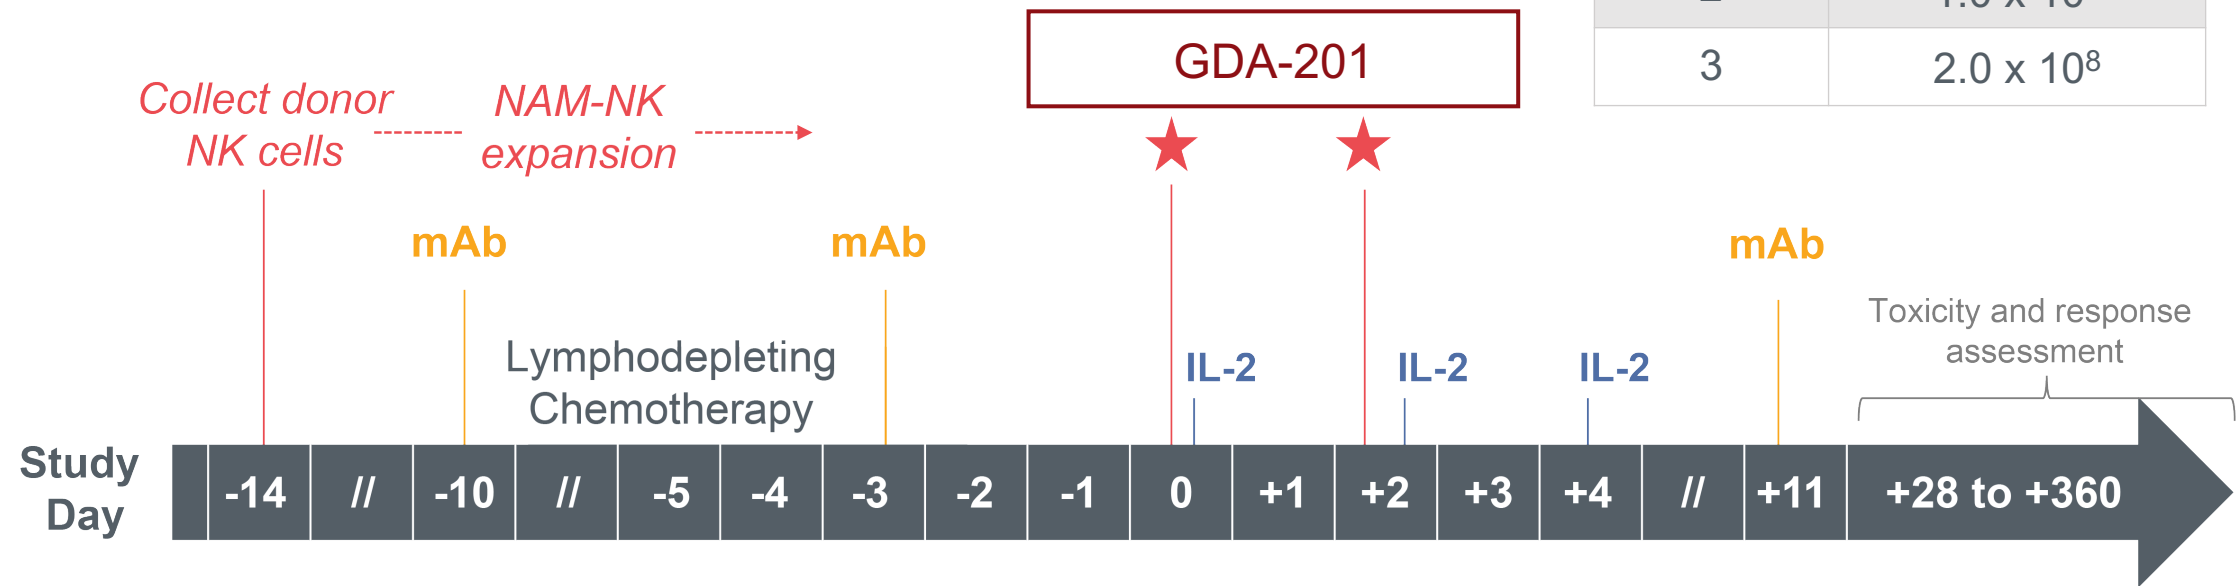 GDA-201
3
2.0 x 10⁸
Collect donor
NK cells
NAM-NK
expansion
mAb
mAb
mAb
Lymphodepleting
Chemotherapy
IL-2
IL-2
IL-2
Toxicity and response
assessment
Study
Day
-14 // -10 // -5 -4 -3 -2 -1 0 +1 +2 +3 +4 // +11 +28 to +360